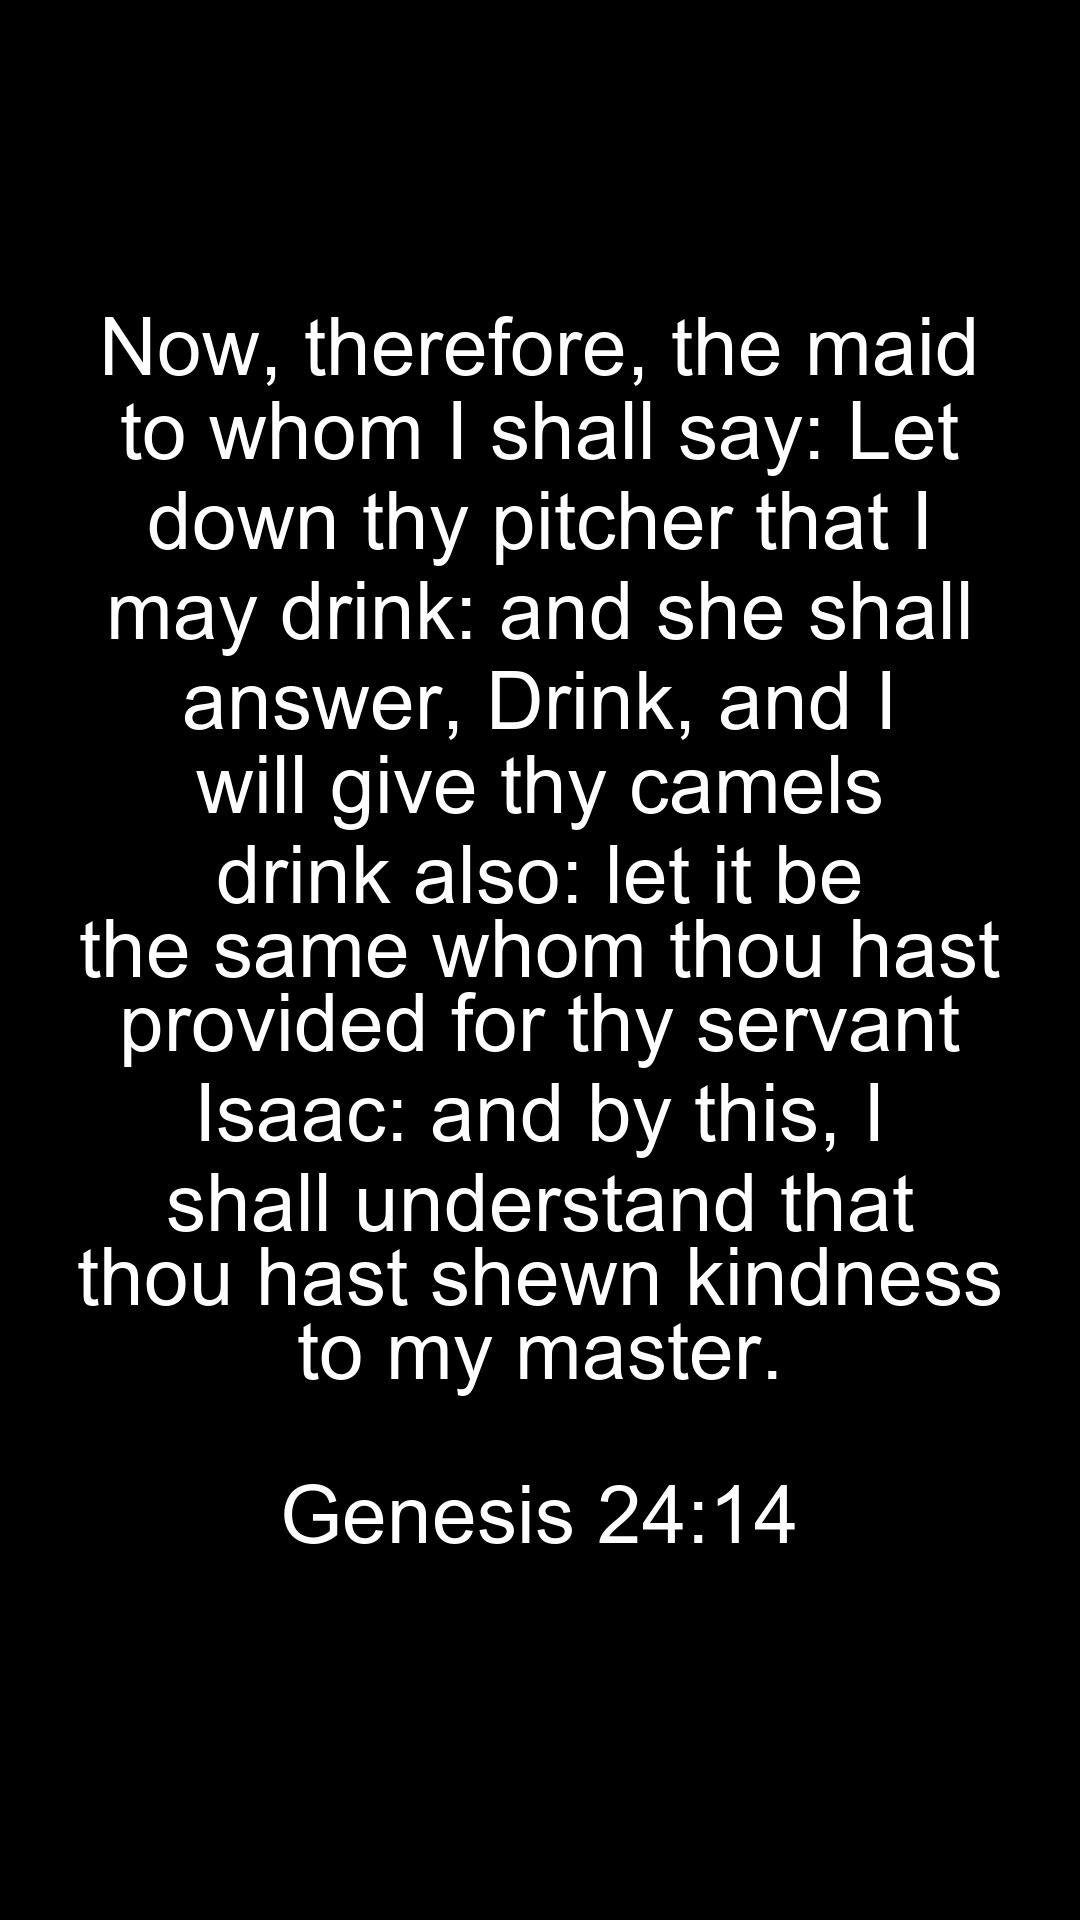 Now, therefore, the maid
to whom I shall say: Let
down thy pitcher that I
may drink: and she shall
answer, Drink, and I
will give thy camels
drink also: let it be
the same whom thou hast
provided for thy servant
Isaac: and by this, I
shall understand that
thou hast shewn kindness
to my master.
Genesis 24:14